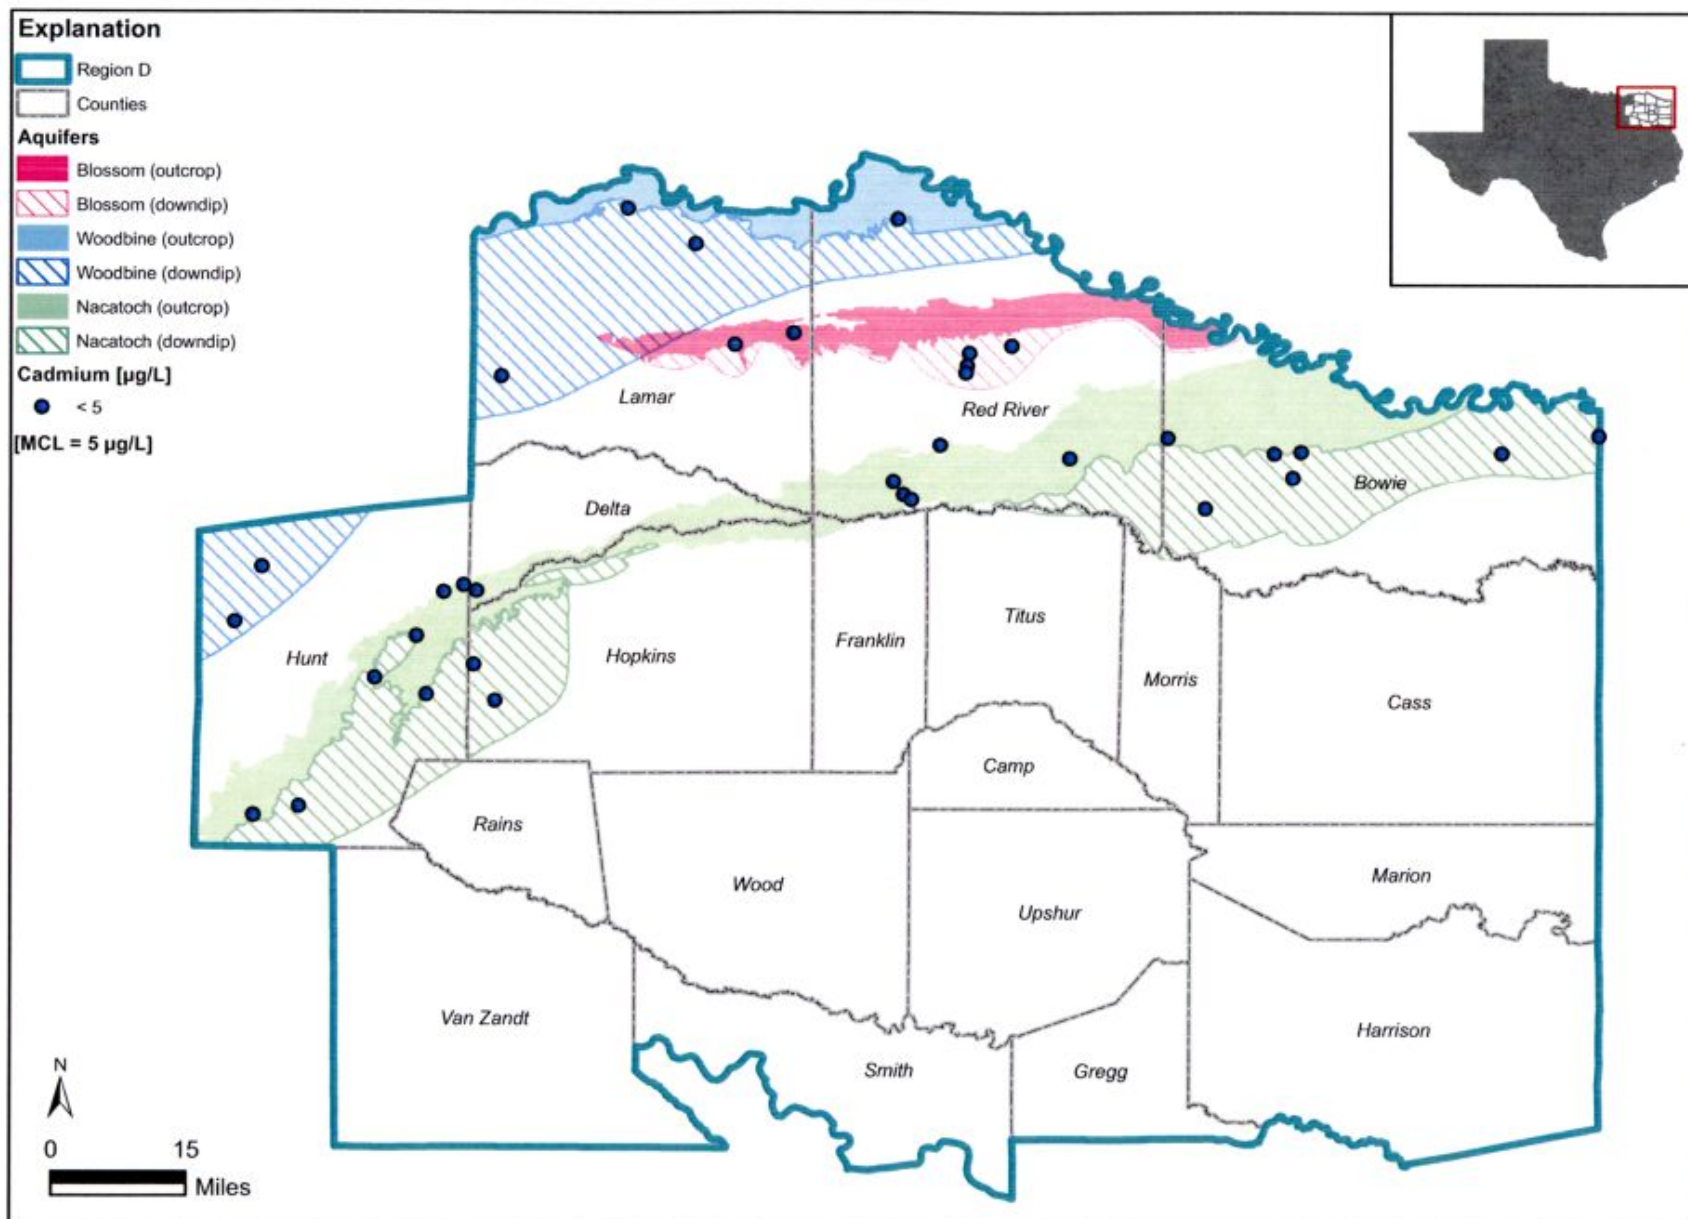 Explanation
Region D
Counties
Aquifers
Blossom (outcrop)
Blossom (downdip)
Woodbine (outcrop)
Woodbine (downdip)
Nacatoch (outcrop)
Nacatoch (downdip)
Cadmium [µg/L]
< 5
[MCL = 5 µg/L]
Lamar
Red River
Bowie
Delta
Hunt
Hopkins
Franklin
Titus
Morris
Cass
Camp
Rains
Wood
Marion
Upshur
Van Zandt
Harrison
Smith
Gregg
N
0 15
Miles